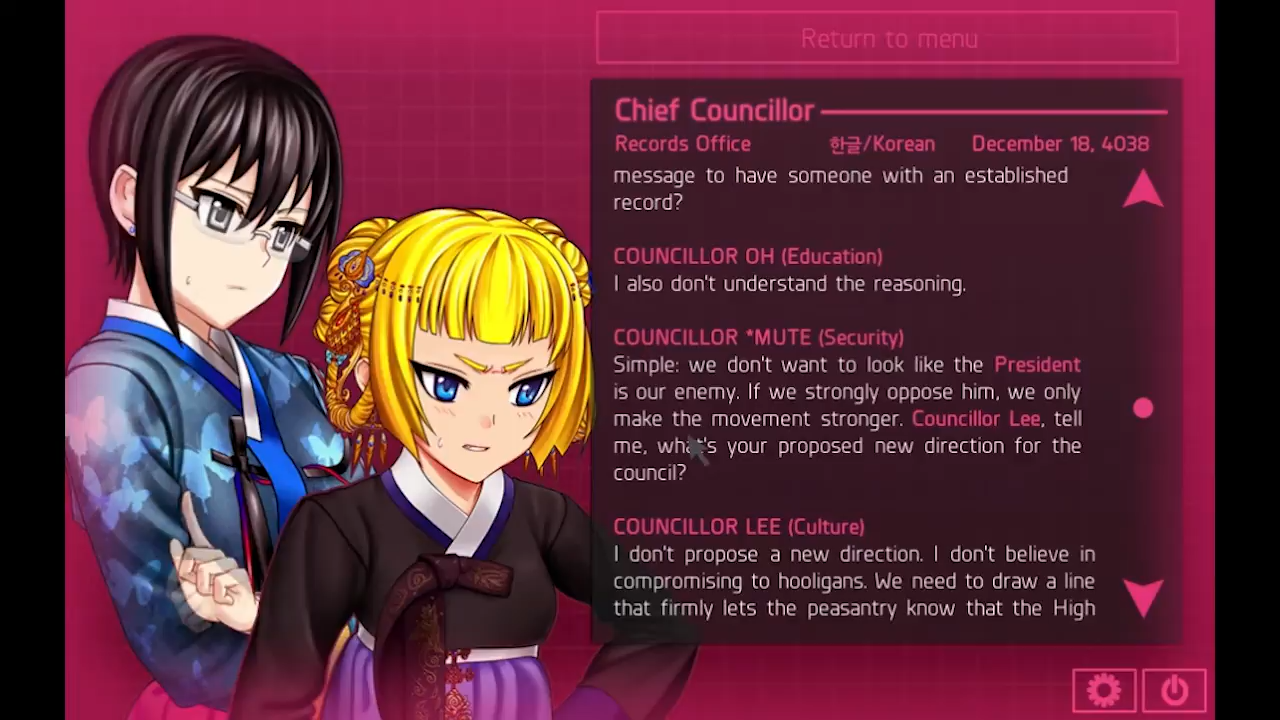 Return to menu
Chief Councillor
Records Office 한글/Korean December 18, 4038
message to have someone with an established
record?
COUNCILLOR OH (Education)
I also don't understand the reasoning.
COUNCILLOR *MUTE (Security)
Simple: we don't want to look like the President
is our enemy. If we strongly oppose him, we only
make the movement stronger. Councillor Lee, tell
me, what's your proposed new direction for the
council?
COUNCILLOR LEE (Culture)
I don't propose a new direction. I don't believe in
compromising to hooligans. We need to draw a line
that firmly lets the peasantry know that the High